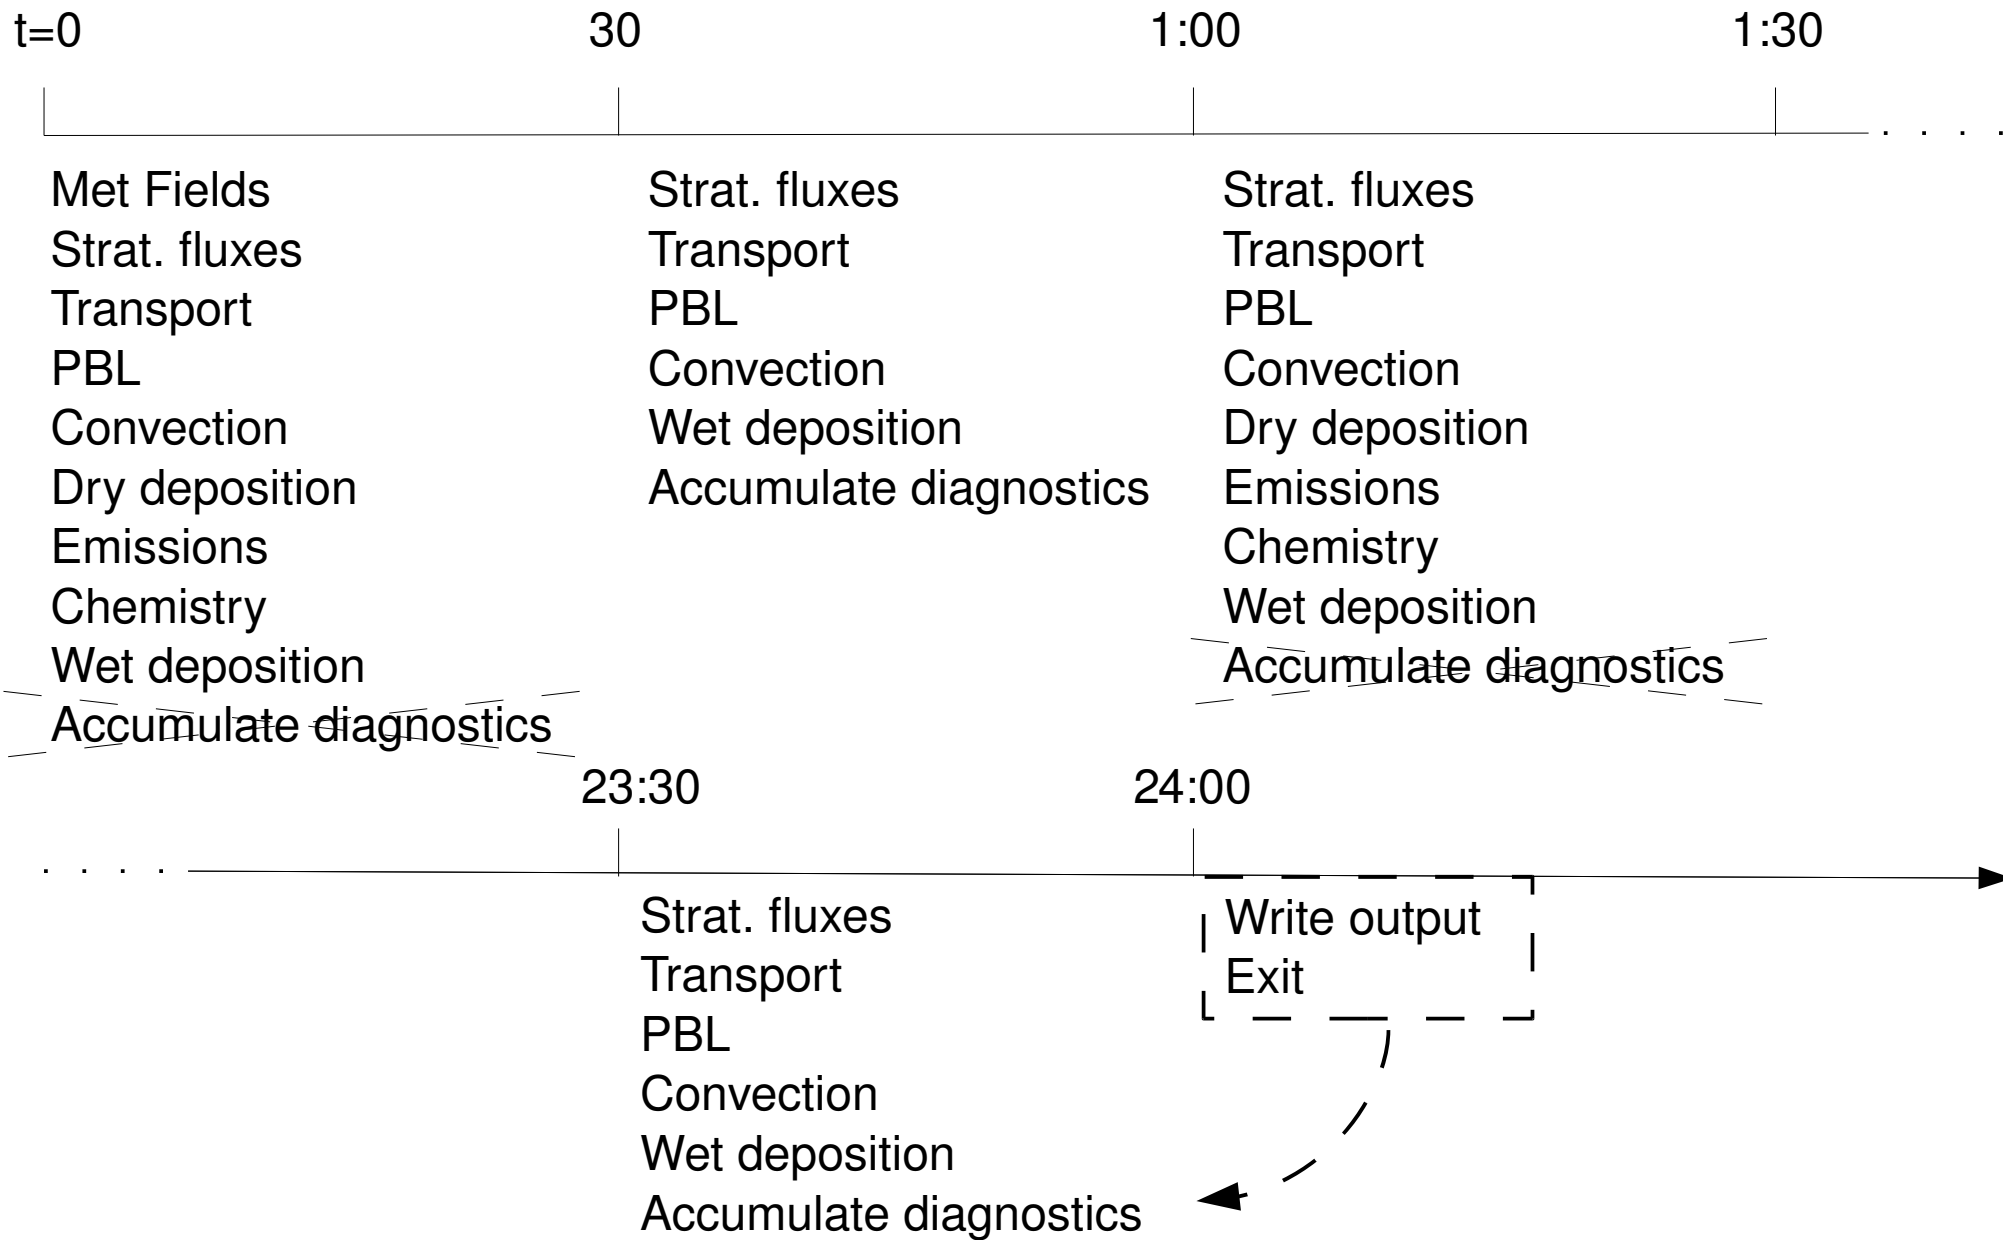 t=0
30
1:00
1:30
Met Fields
Strat. fluxes
Transport
PBL
Convection
Dry deposition
Emissions
Chemistry
Wet deposition
Accumulate diagnostics
Strat. fluxes
Transport
PBL
Convection
Wet deposition
Accumulate diagnostics
Strat. fluxes
Transport
PBL
Convection
Dry deposition
Emissions
Chemistry
Wet deposition
Accumulate diagnostics
23:30
24:00
Strat. fluxes
Transport
PBL
Convection
Wet deposition
Accumulate diagnostics
Write output
Exit